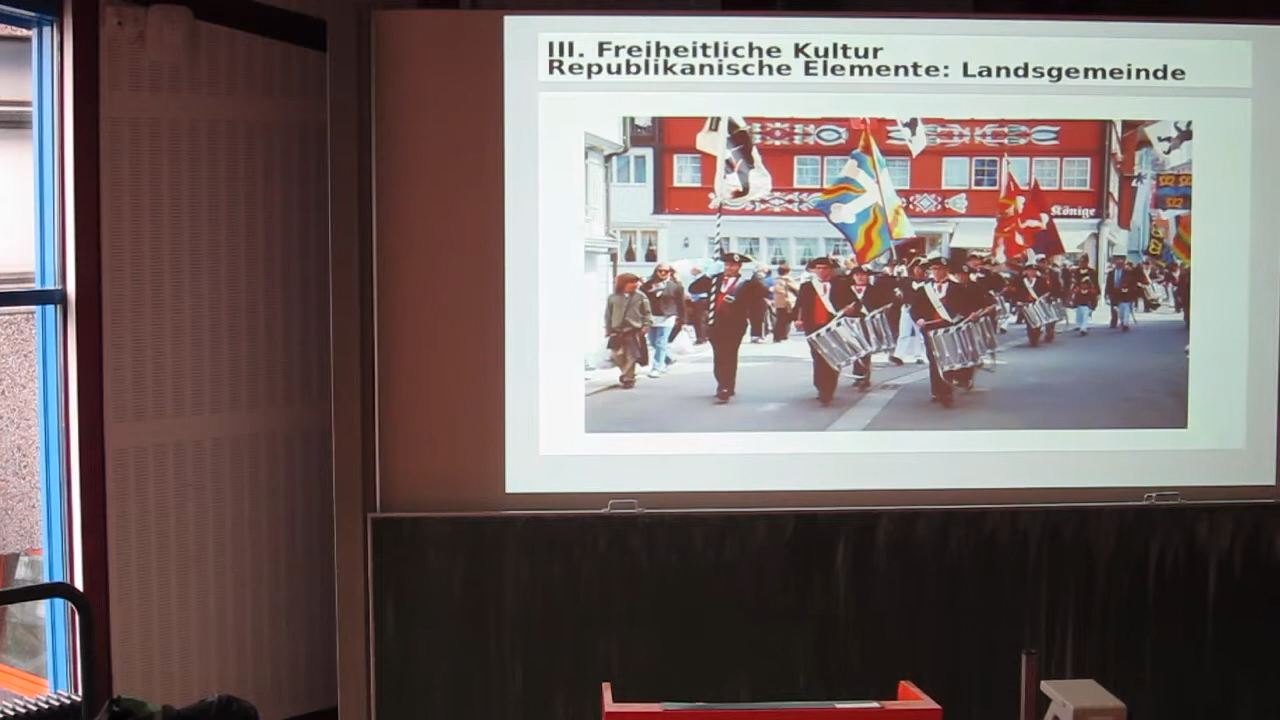 III. Freiheitliche Kultur
Republikanische Elemente: Landsgemeinde
Könige